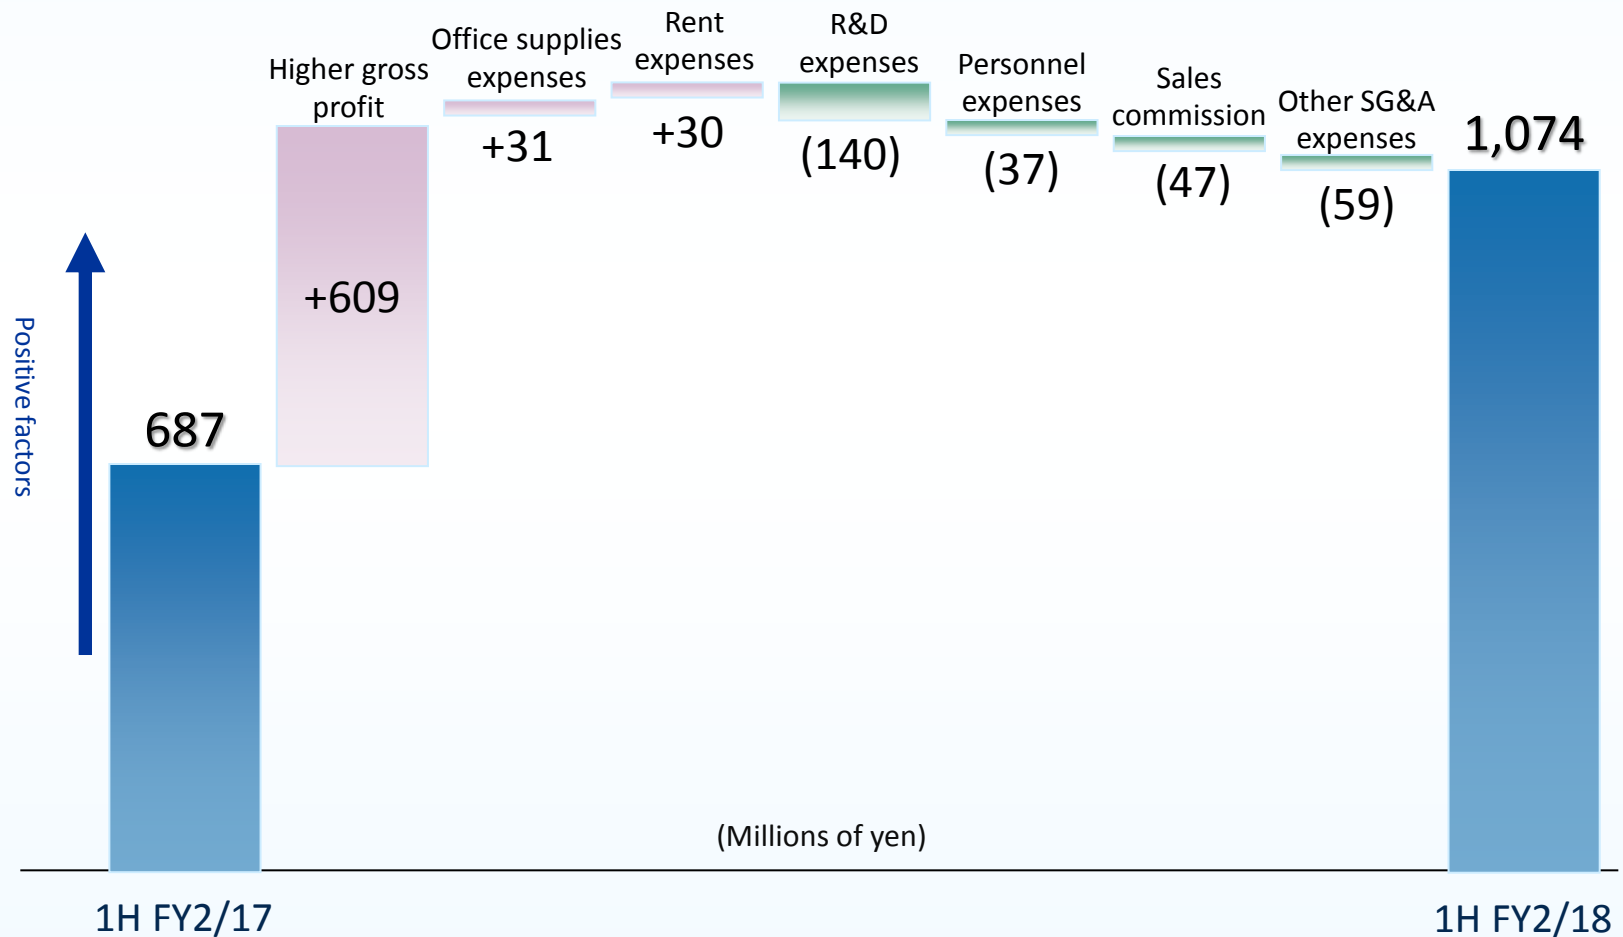 Higher gross
profit
+609
Office supplies
expenses
+31
Rent
expenses
+30
R&D
expenses
(140)
Personnel
expenses
(37)
Sales
commission
(47)
Other SG&A
expenses
(59)
1,074
687
Positive factors
(Millions of yen)
1H FY2/17
1H FY2/18